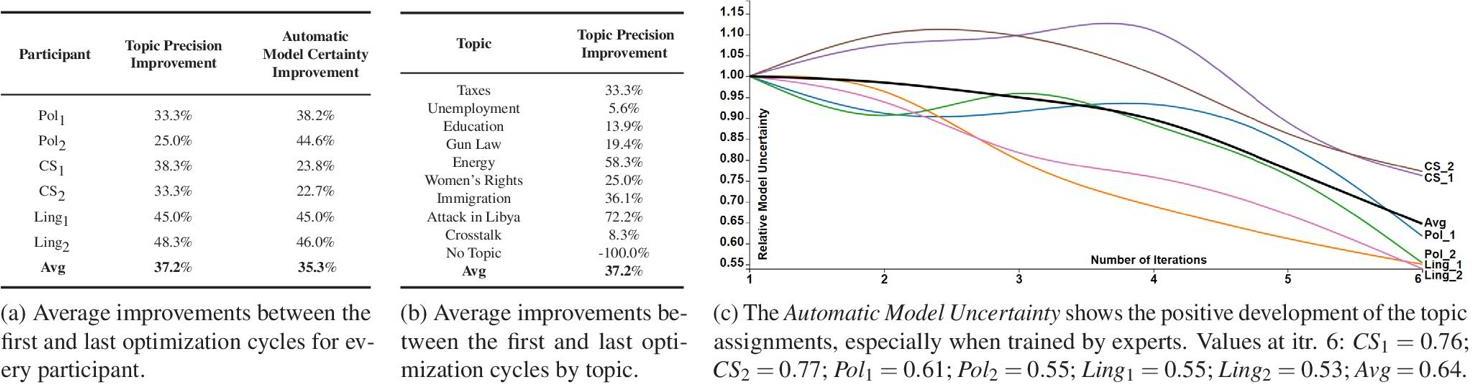 Participant Topic Precision Improvement Automatic Model Certainty Improvement
Pol1 33.3% 38.2%
Pol2 25.0% 44.6%
CS1 38.3% 23.8%
CS2 33.3% 22.7%
Ling1 45.0% 45.0%
Ling2 48.3% 46.0%
Avg 37.2% 35.3%
(a) Average improvements between the
first and last optimization cycles for ev-
ery participant.
Topic Topic Precision Improvement
Taxes 33.3%
Unemployment 5.6%
Education 13.9%
Gun Law 19.4%
Energy 58.3%
Women's Rights 25.0%
Immigration 36.1%
Attack in Libya 72.2%
Crosstalk 8.3%
No Topic -100.0%
Avg 37.2%
(b) Average improvements be-
tween the first and last opti-
mization cycles by topic.
1.15
1.10
1.05
1.00
0.95
0.90
0.85
0.80
0.75
0.70
0.65
0.60
0.55
Relative Model Uncertainty
Number of Iterations
1 2 3 4 5 6
CS_2
CS_1
Avg
Pol_1
Pol_2
Ling_1
Ling_2
(c) The Automatic Model Uncertainty shows the positive development of the topic
assignments, especially when trained by experts. Values at itr. 6: CS1 = 0.76;
CS2 = 0.77; Pol1 = 0.61; Pol2 = 0.55; Ling1 = 0.55; Ling2 = 0.53; Avg = 0.64.